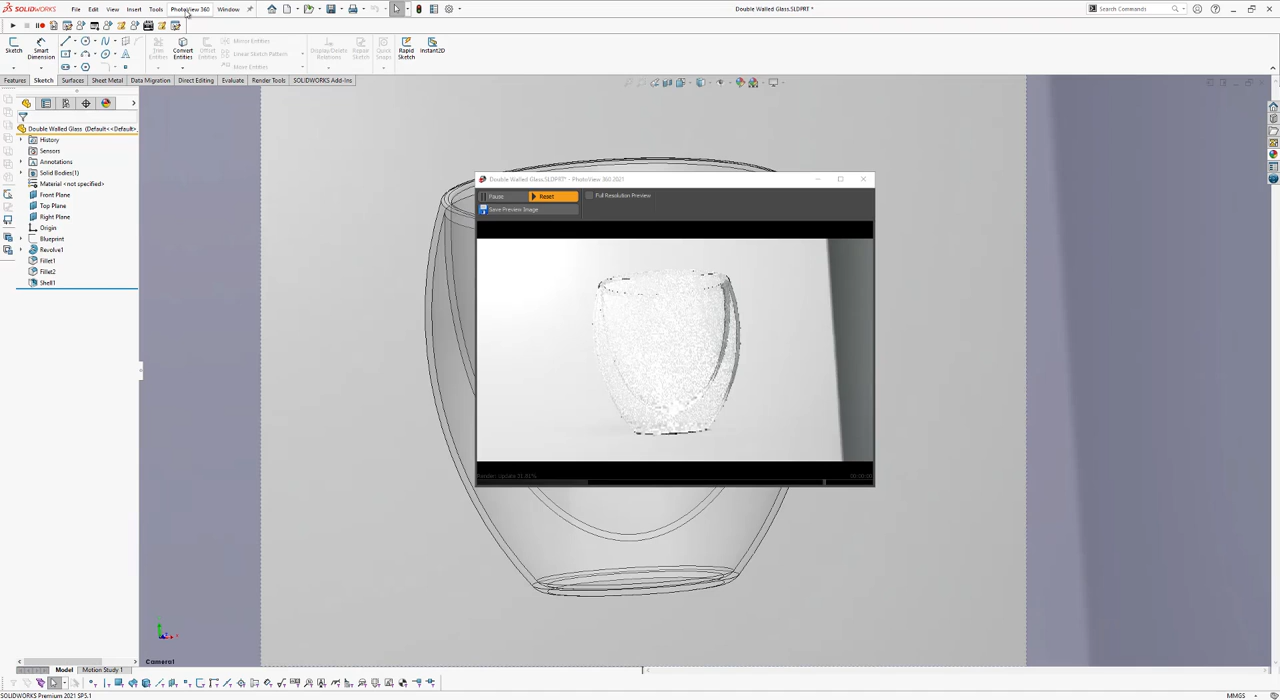 SOLIDWORKS File Edit View Insert Tools PhotoView 360 Window Double Walled Glass.SLDPRT * Search Commands
Sketch Smart Dimension Trim Entities Convert Entities Offset Entities Mirror Entities Linear Sketch Pattern Move Entities Display/Delete Relations Repair Sketch Quick Snaps Rapid Sketch Instant2D
Features Sketch Surfaces Sheet Metal Data Migration Direct Editing Evaluate Render Tools SOLIDWORKS Add-Ins
Double Walled Glass (Default<<Default>_
History
Sensors
Annotations
Solid Bodies(1)
Material <not specified>
Front Plane
Top Plane
Right Plane
Origin
Blueprint
Revolve1
Fillet1
Fillet2
Shell1
Double Walled Glass.SLDPRT* - PhotoView 360 2021
Pause Reset Full Resolution Preview
Save Preview Image
Camera1
Model Motion Study 1
SOLIDWORKS Premium 2021 SP5.1 MMGS